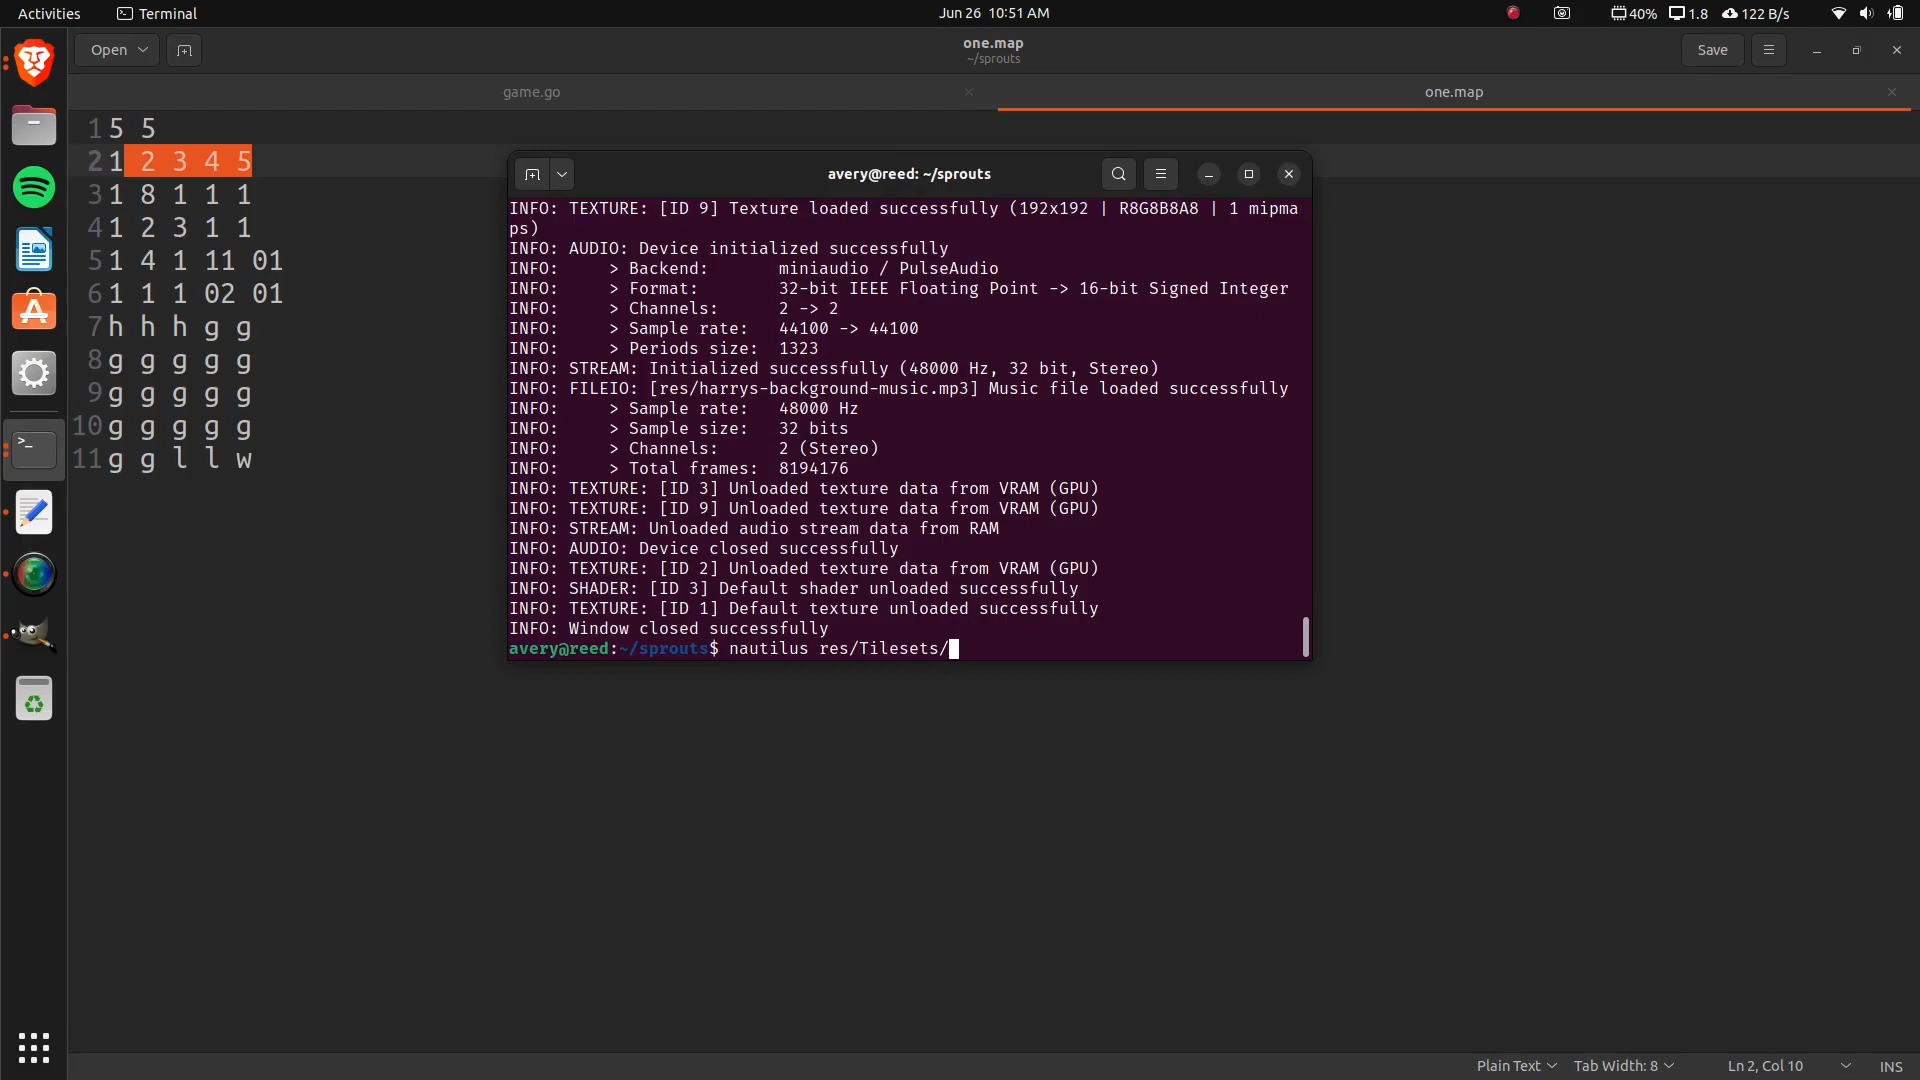 Activities Terminal Jun 26 10:51 AM 40% 1.8 122 B/s
Open one.map Save
~/sprouts
game.go one.map
1 5 5
2 1 2 3 4 5
3 1 8 1 1 1
4 1 2 3 1 1
5 1 4 1 11 01
6 1 1 1 02 01
7 h h h g g
8 g g g g g
9 g g g g g
10 g g g g g
11 g g l l w
avery@reed: ~/sprouts
INFO: TEXTURE: [ID 9] Texture loaded successfully (192x192 | R8G8B8A8 | 1 mipma
ps)
INFO: AUDIO: Device initialized successfully
INFO:     > Backend:       miniaudio / PulseAudio
INFO:     > Format:        32-bit IEEE Floating Point -> 16-bit Signed Integer
INFO:     > Channels:      2 -> 2
INFO:     > Sample rate:   44100 -> 44100
INFO:     > Periods size:  1323
INFO: STREAM: Initialized successfully (48000 Hz, 32 bit, Stereo)
INFO: FILEIO: [res/harrys-background-music.mp3] Music file loaded successfully
INFO:     > Sample rate:   48000 Hz
INFO:     > Sample size:   32 bits
INFO:     > Channels:      2 (Stereo)
INFO:     > Total frames:  8194176
INFO: TEXTURE: [ID 3] Unloaded texture data from VRAM (GPU)
INFO: TEXTURE: [ID 9] Unloaded texture data from VRAM (GPU)
INFO: STREAM: Unloaded audio stream data from RAM
INFO: AUDIO: Device closed successfully
INFO: TEXTURE: [ID 2] Unloaded texture data from VRAM (GPU)
INFO: SHADER: [ID 3] Default shader unloaded successfully
INFO: TEXTURE: [ID 1] Default texture unloaded successfully
INFO: Window closed successfully
avery@reed:~/sprouts$ nautilus res/Tilesets/
Plain Text Tab Width: 8 Ln 2, Col 10 INS